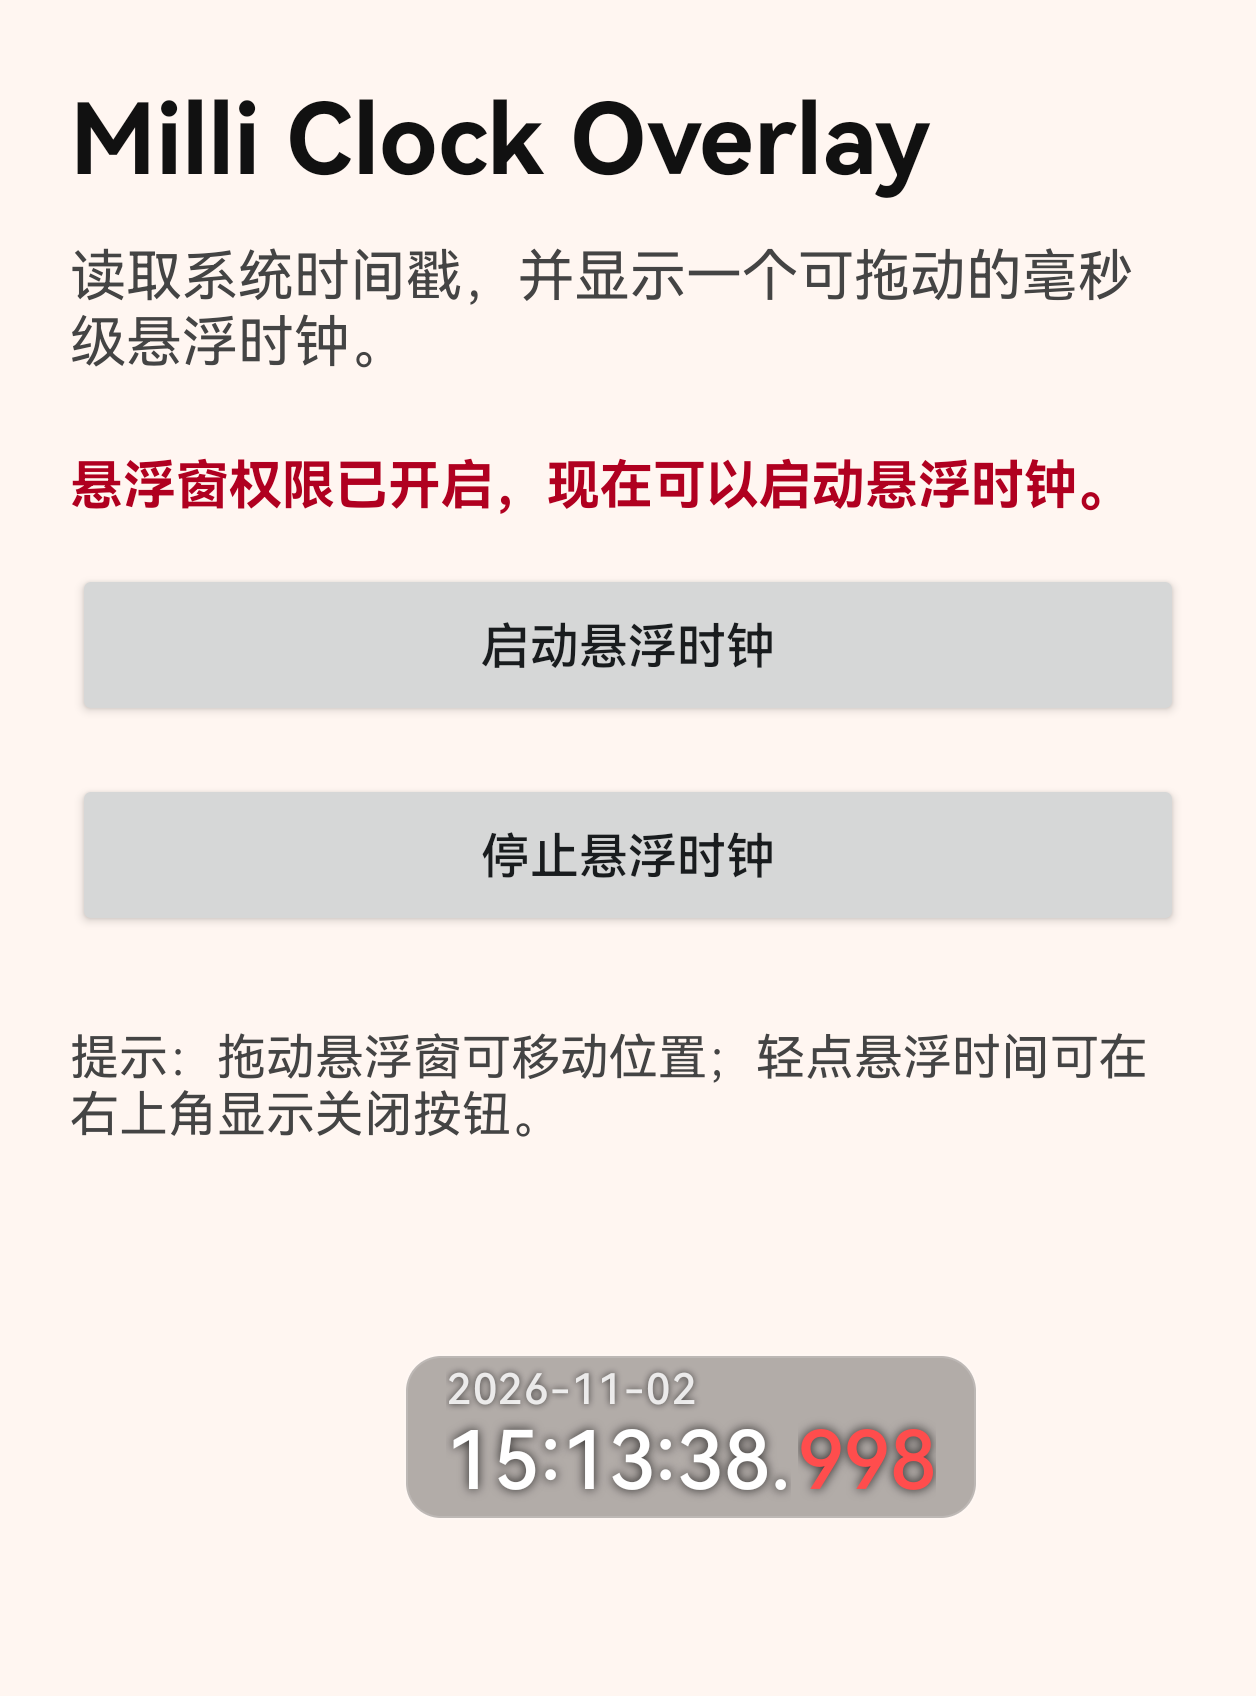 Milli Clock Overlay
读取系统时间戳，并显示一个可拖动的毫秒
级悬浮时钟。
悬浮窗权限已开启，现在可以启动悬浮时钟。
启动悬浮时钟
停止悬浮时钟
提示：拖动悬浮窗可移动位置；轻点悬浮时间可在
右上角显示关闭按钮。
2026-11-02
15:13:38.998